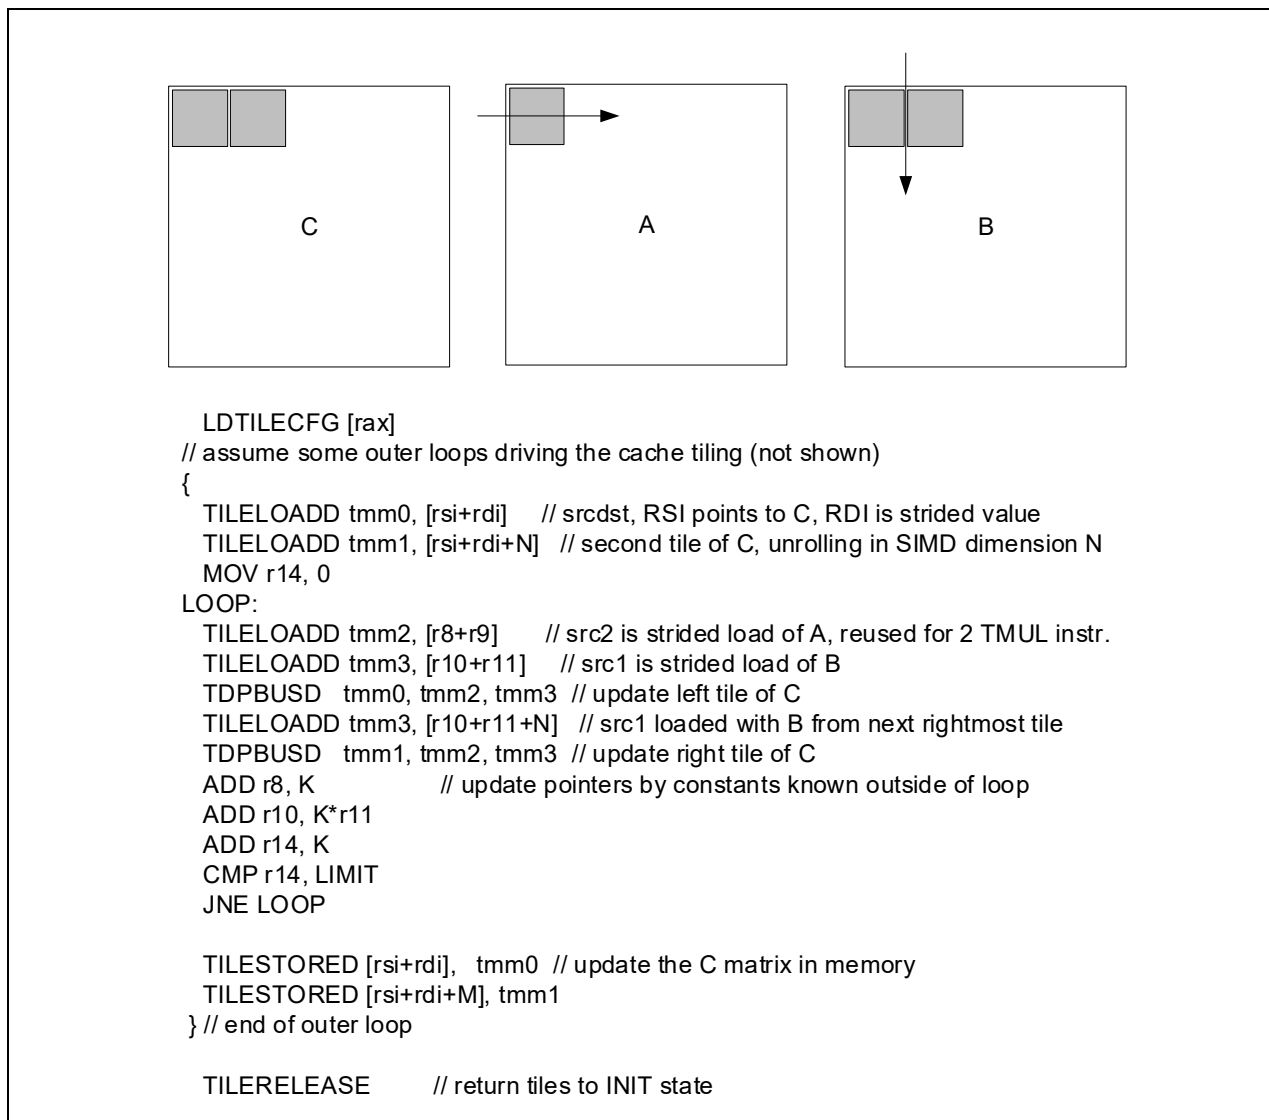 C A B
LDTILECFG [rax]
// assume some outer loops driving the cache tiling (not shown)
{
TILELOADD tmm0, [rsi+rdi] // srcdst, RSI points to C, RDI is strided value
TILELOADD tmm1, [rsi+rdi+N] // second tile of C, unrolling in SIMD dimension N
MOV r14, 0
LOOP:
TILELOADD tmm2, [r8+r9] // src2 is strided load of A, reused for 2 TMUL instr.
TILELOADD tmm3, [r10+r11] // src1 is strided load of B
TDPBUSD tmm0, tmm2, tmm3 // update left tile of C
TILELOADD tmm3, [r10+r11+N] // src1 loaded with B from next rightmost tile
TDPBUSD tmm1, tmm2, tmm3 // update right tile of C
ADD r8, K // update pointers by constants known outside of loop
ADD r10, K*r11
ADD r14, K
CMP r14, LIMIT
JNE LOOP
TILESTORED [rsi+rdi], tmm0 // update the C matrix in memory
TILESTORED [rsi+rdi+M], tmm1
} // end of outer loop
TILERELEASE // return tiles to INIT state